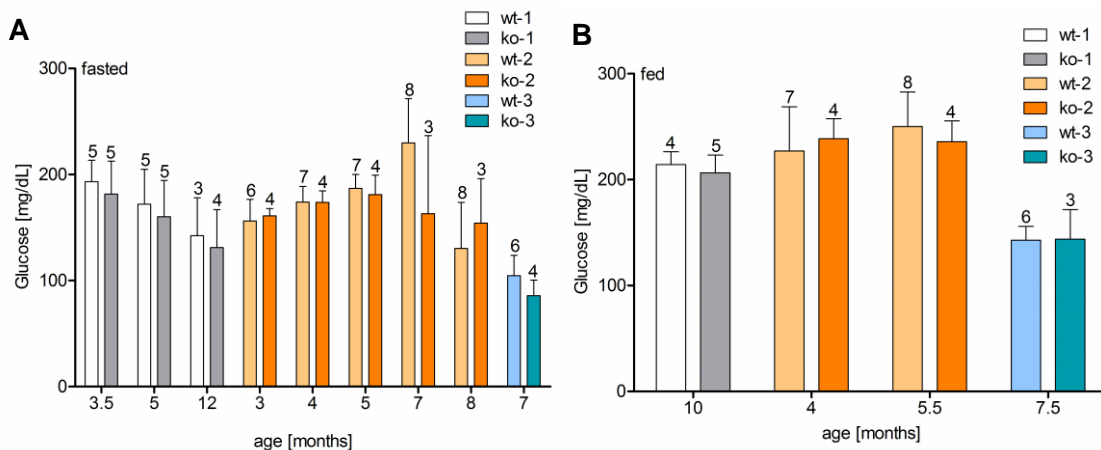 A
fasted
wt-1
ko-1
wt-2
ko-2
wt-3
ko-3
Glucose [mg/dL]
300
200
100
0
5 5 5 5 3 4 6 4 7 4 7 4 8 3 8 3 6 4
3.5 5 12 3 4 5 7 8 7
age [months]
B
fed
wt-1
ko-1
wt-2
ko-2
wt-3
ko-3
Glucose [mg/dL]
300
200
100
0
4 5 7 4 8 4 6 3
10 4 5.5 7.5
age [months]